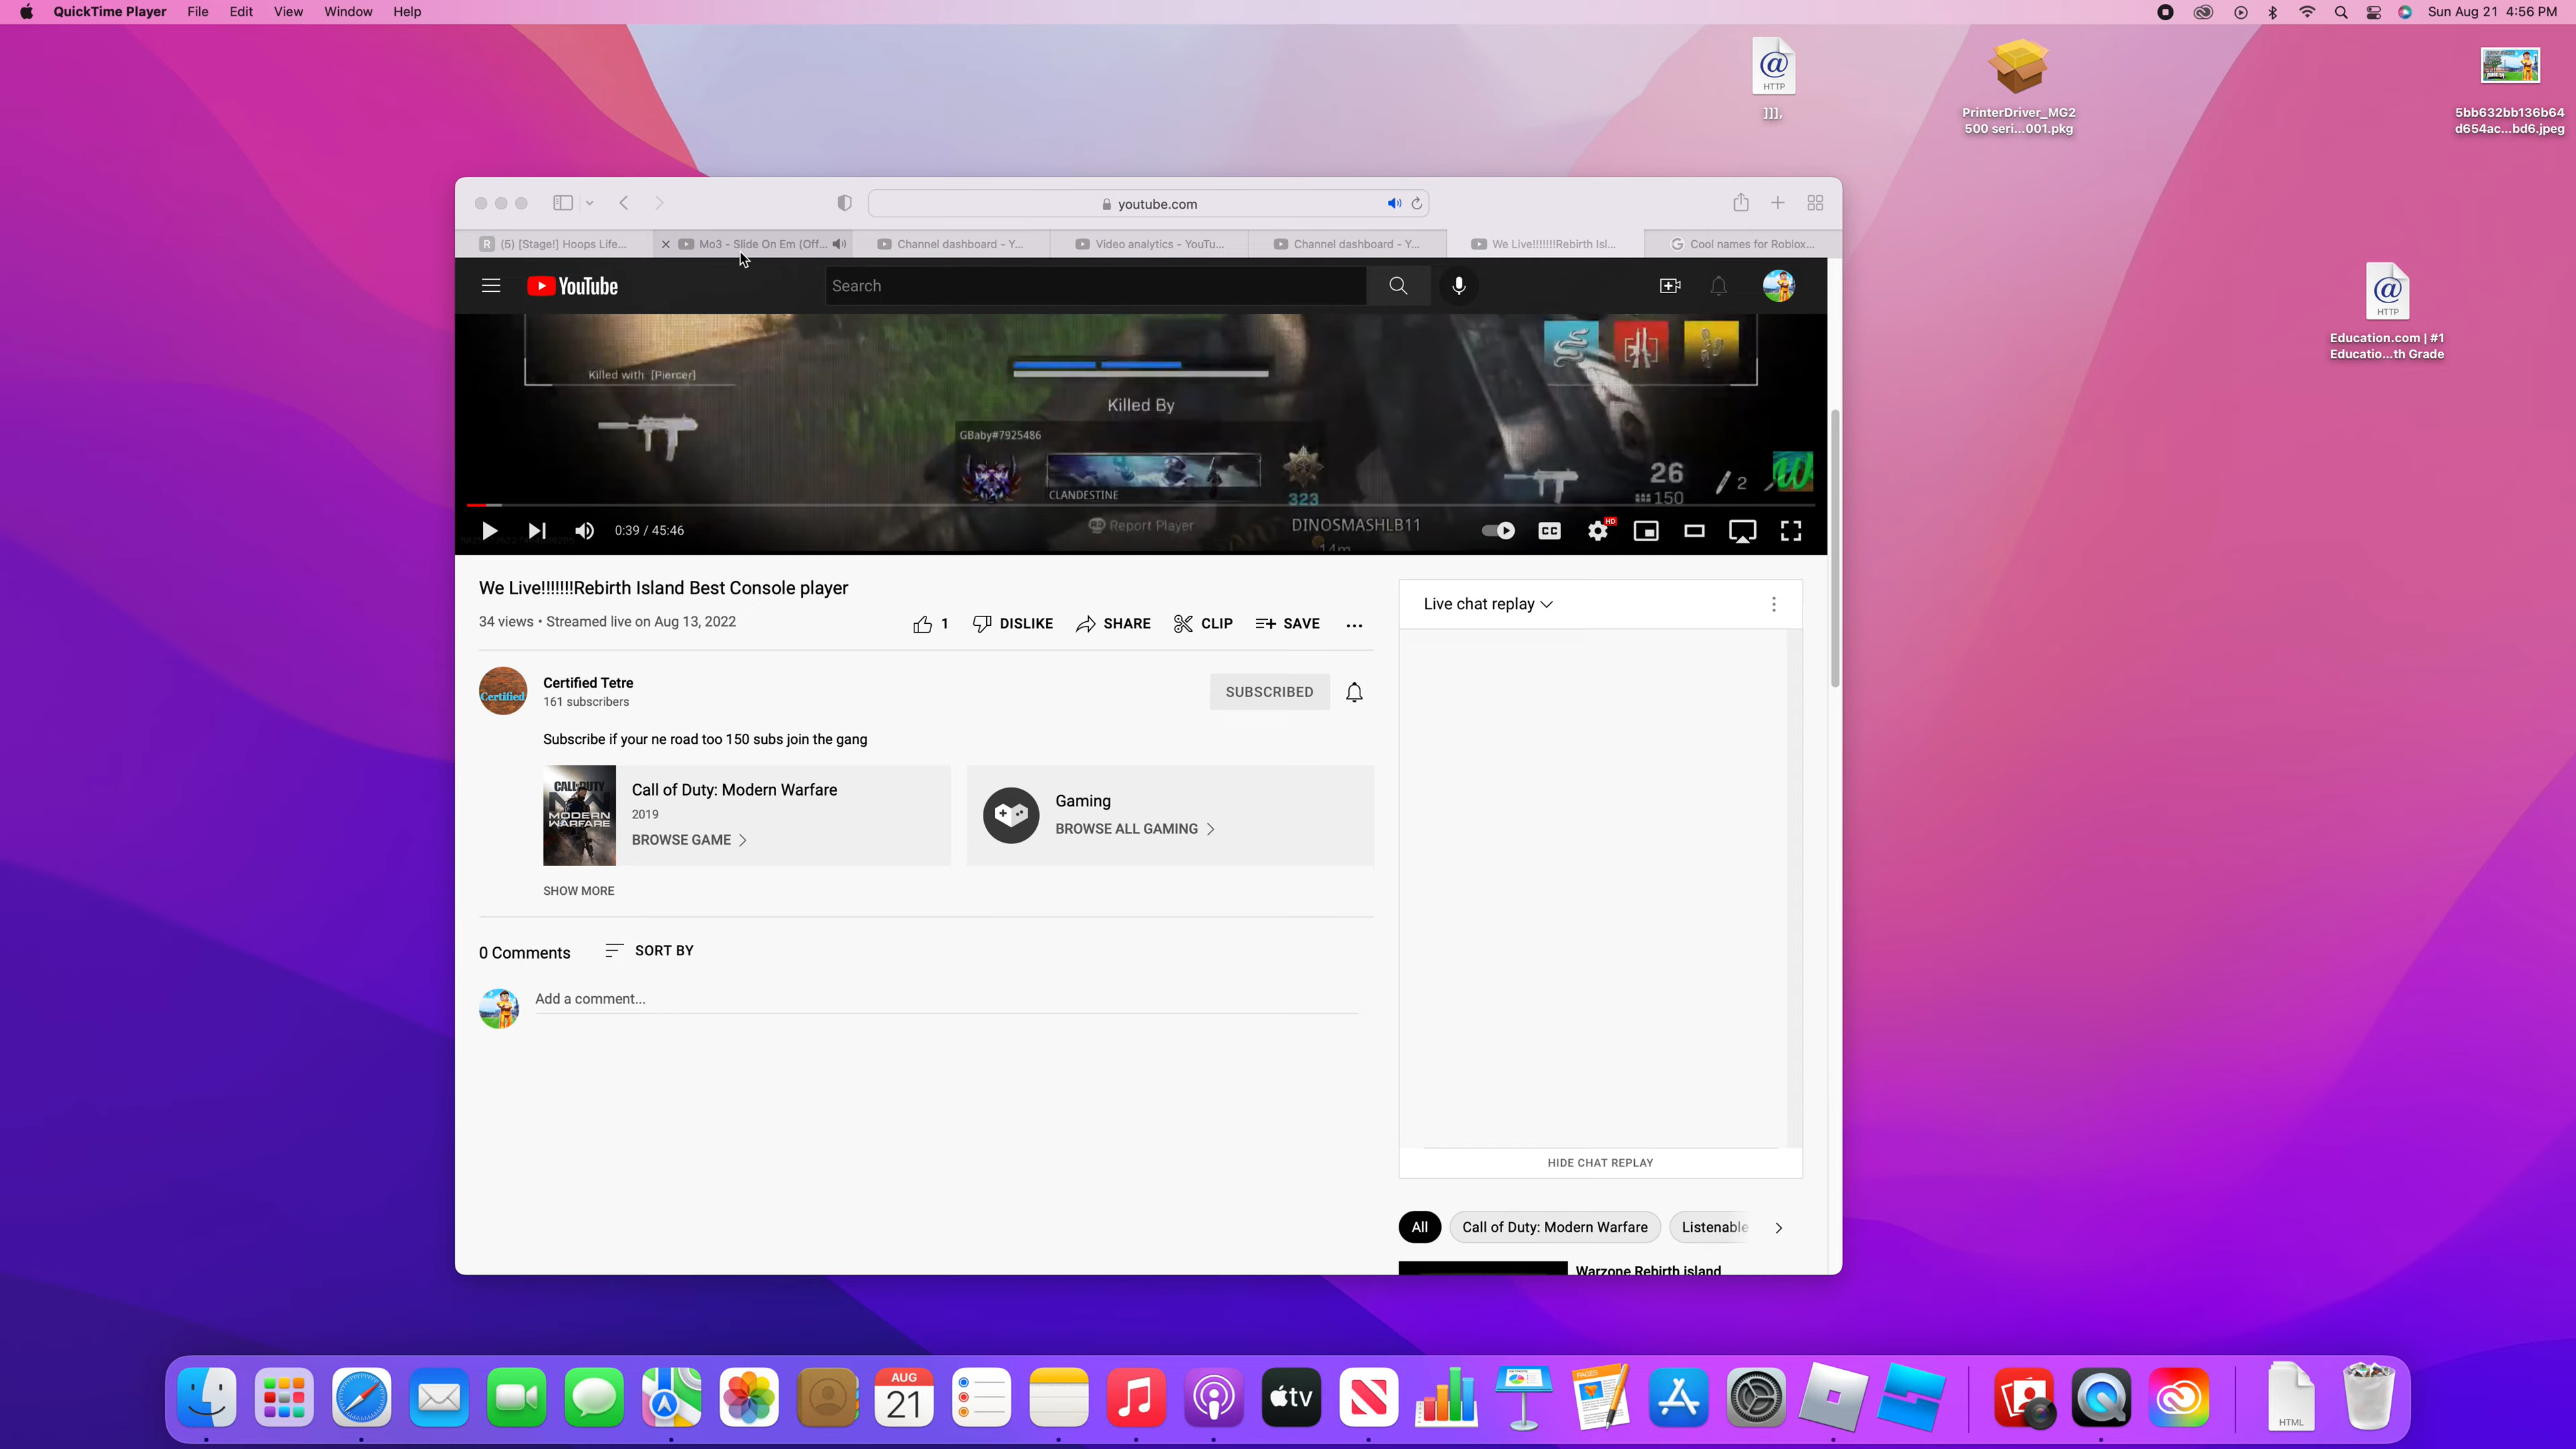 QuickTime Player File Edit View Window Help Sun Aug 21 4:56 PM
@ HTTP
]]],
PrinterDriver_MG2
500 seri...001.pkg
5bb632bb136b64
d654ac...bd6.jpeg
@ HTTP
Education.com | #1
Educatio...th Grade
youtube.com
R (5) [Stage!] Hoops Life... Mo3 - Slide On Em (Off... Channel dashboard - Y... Video analytics - YouTu... Channel dashboard - Y... We Live!!!!!!!Rebirth Isl... G Cool names for Roblox...
YouTube Search
Killed with: [Piercer]
Killed By
GBaby#7925486
CLANDESTINE
323
26 2
150
Report Player DINOSMASHLB11
14m
0:39 / 45:46 CC HD
We Live!!!!!!!Rebirth Island Best Console player
34 views • Streamed live on Aug 13, 2022
1 DISLIKE SHARE CLIP SAVE ...
Certified
Certified Tetre
161 subscribers
SUBSCRIBED
Subscribe if your ne road too 150 subs join the gang
CALL OF DUTY
MODERN
WARFARE
Call of Duty: Modern Warfare
2019
BROWSE GAME
Gaming
BROWSE ALL GAMING
SHOW MORE
0 Comments SORT BY
Add a comment...
Live chat replay
HIDE CHAT REPLAY
All Call of Duty: Modern Warfare Listenable
Warzone Rebirth island
AUG
21
tv
PAGES
HTML